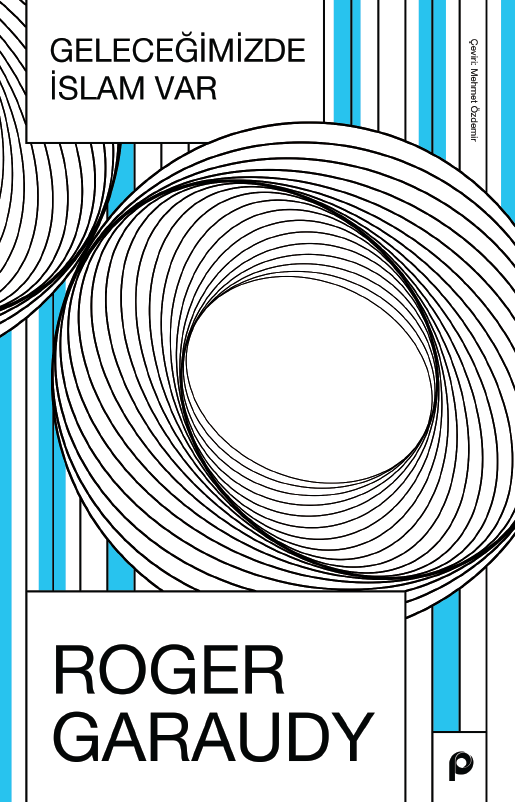 GELECEĞİMİZDE
İSLAM VAR
Çeviri: Mehmet Özdemir
ROGER
GARAUDY